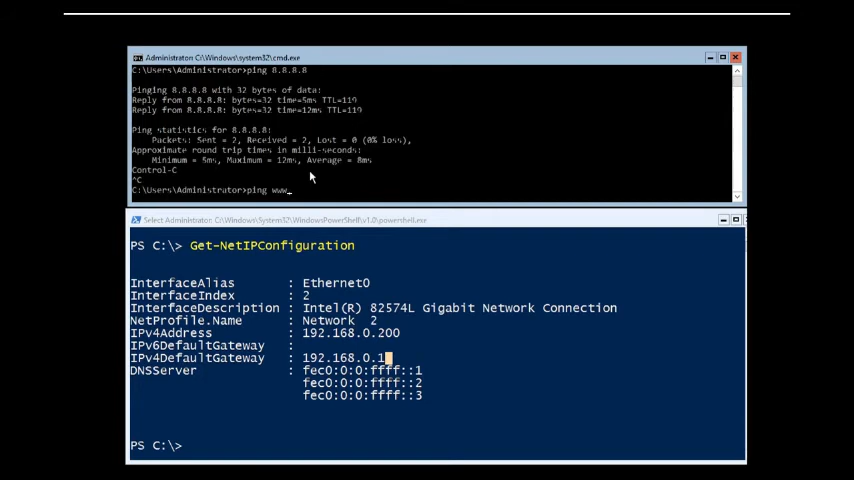 Administrator: C:\Windows\system32\cmd.exe
C:\Users\Administrator>ping 8.8.8.8
Pinging 8.8.8.8 with 32 bytes of data:
Reply from 8.8.8.8: bytes=32 time=5ms TTL=119
Reply from 8.8.8.8: bytes=32 time=12ms TTL=119
Ping statistics for 8.8.8.8:
Packets: Sent = 2, Received = 2, Lost = 0 (0% loss),
Approximate round trip times in milli-seconds:
Minimum = 5ms, Maximum = 12ms, Average = 8ms
Control-C
^C
C:\Users\Administrator>ping www_
Select Administrator: C:\Windows\System32\WindowsPowerShell\v1.0\powershell.exe
PS C:\> Get-NetIPConfiguration
InterfaceAlias : Ethernet0
InterfaceIndex : 2
InterfaceDescription : Intel(R) 82574L Gigabit Network Connection
NetProfile.Name : Network 2
IPv4Address : 192.168.0.200
IPv6DefaultGateway :
IPv4DefaultGateway : 192.168.0.1
DNSServer : fec0:0:0:ffff::1
fec0:0:0:ffff::2
fec0:0:0:ffff::3
PS C:\>